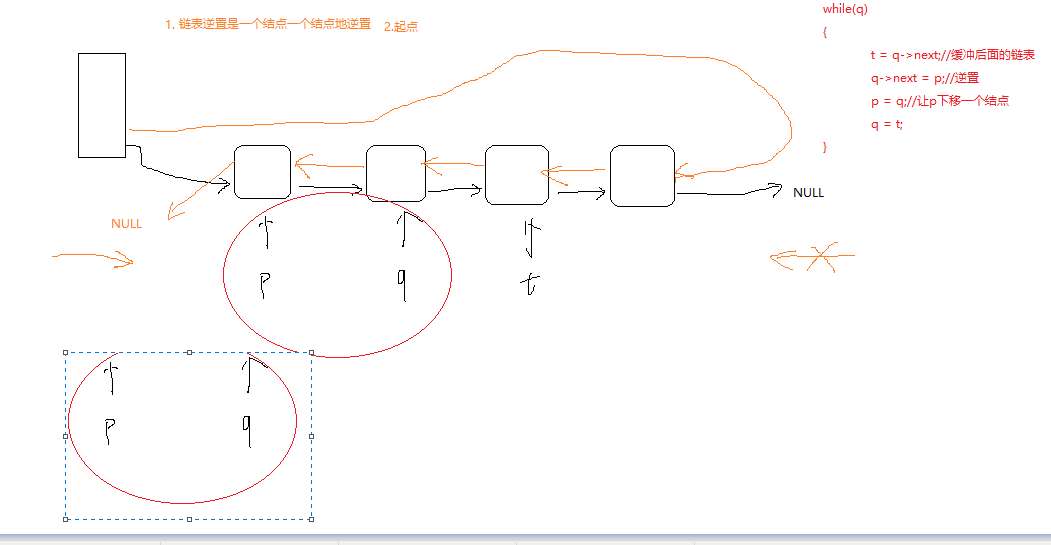 1. 链表逆置是一个结点一个结点地逆置
2.起点
while(q)
{
t = q->next;//缓冲后面的链表
q->next = p;//逆置
p = q;//让p下移一个结点
q = t;
}
NULL
NULL
p q t
p q